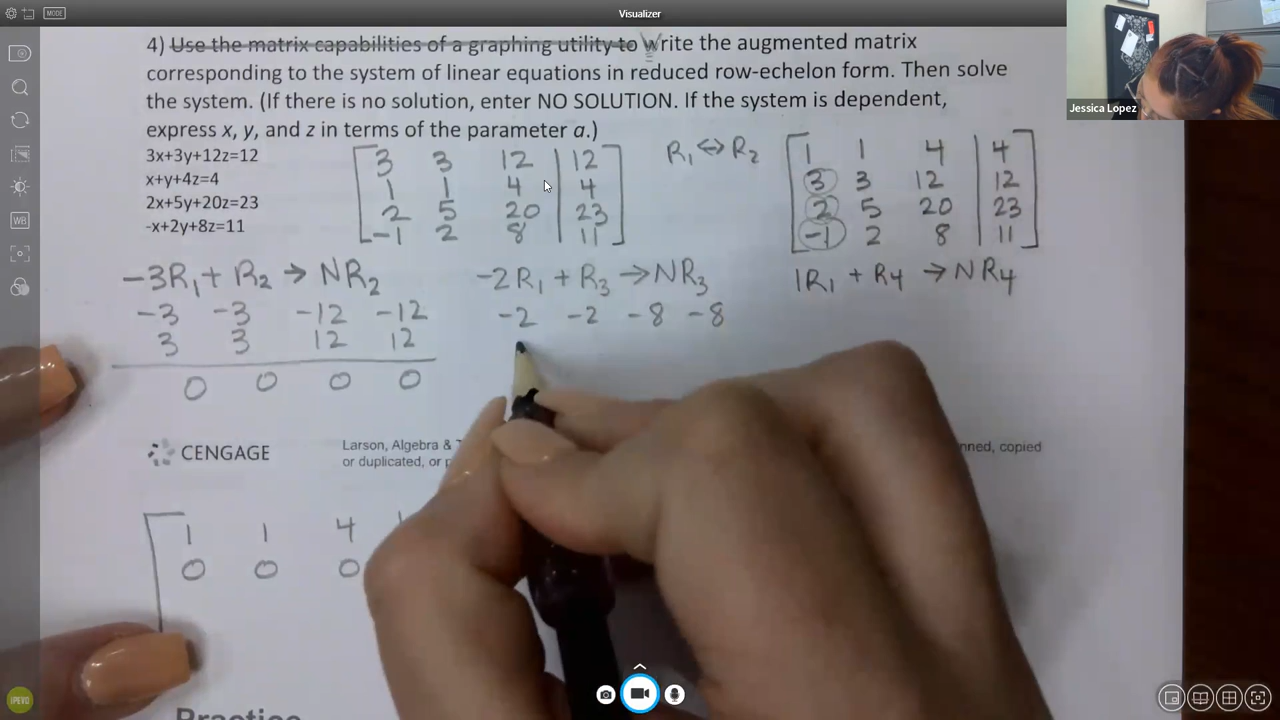 MODE
Visualizer
4) Use the matrix capabilities of a graphing utility to Write the augmented matrix
corresponding to the system of linear equations in reduced row-echelon form. Then solve
the system. (If there is no solution, enter NO SOLUTION. If the system is dependent,
express x, y, and z in terms of the parameter a.)
Jessica Lopez
3x+3y+12z=12
x+y+4z=4
2x+5y+20z=23
-x+2y+8z=11
3 3 12 | 12
1 1 4 | 4
2 5 20 | 23
-1 2 8 | 11
R1 ↔ R2
1 1 4 | 4
3 3 12 | 12
2 5 20 | 23
-1 2 8 | 11
-3R1 + R2 → NR2
-3 -3 -12 -12
3 3 12 12
0 0 0 0
-2R1 + R3 → NR3
-2 -2 -8 -8
1R1 + R4 → NR4
CENGAGE
Larson, Algebra &
or duplicated, or
nned, copied
1 1 4
0 0 0
Practice
WB
IPEVO